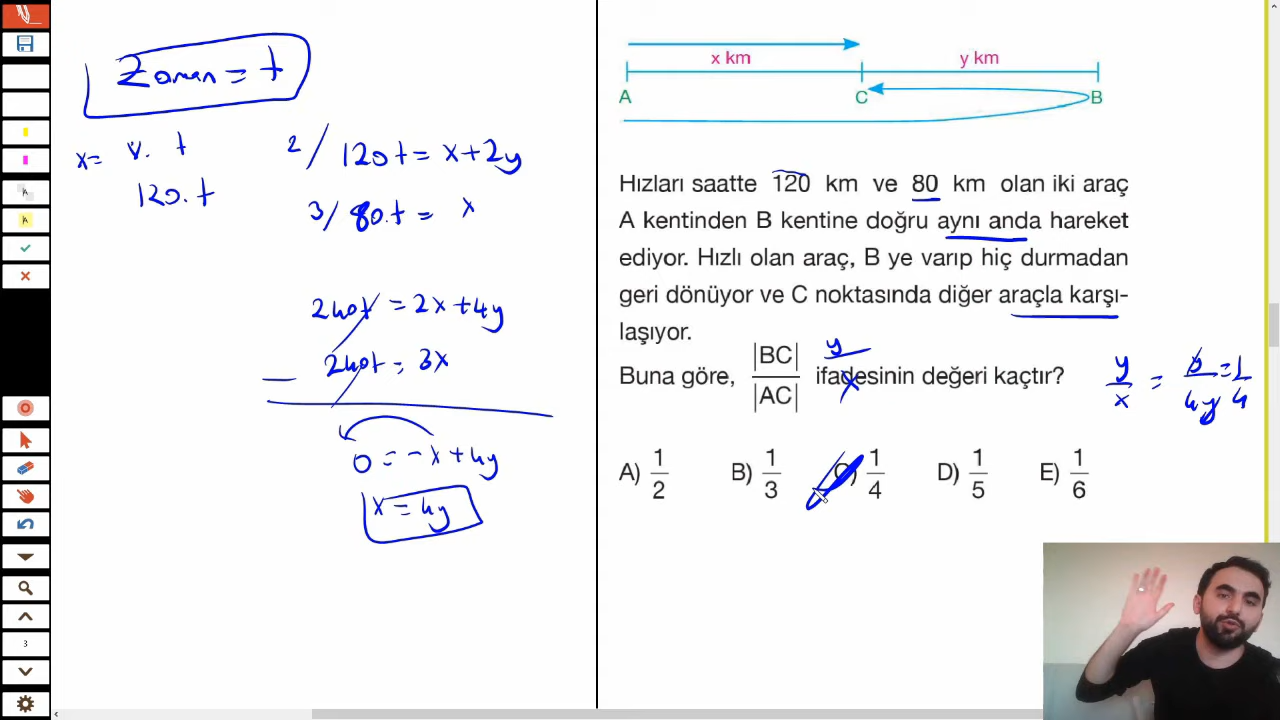 Zaman = t
x = v. t
120. t
2/ 120t = x+2y
3/ 80.t = x
240t = 2x+4y
240t = 3x
0 = -x+4y
x = 4y
x km y km
A C B
Hızları saatte 120 km ve 80 km olan iki araç
A kentinden B kentine doğru aynı anda hareket
ediyor. Hızlı olan araç, B ye varıp hiç durmadan
geri dönüyor ve C noktasında diğer araçla karşı-
laşıyor.
Buna göre, |BC|/|AC| ifadesinin değeri kaçtır?
y/x
y/x = y/4y = 1/4
A) 1/2 B) 1/3 C) 1/4 D) 1/5 E) 1/6
3